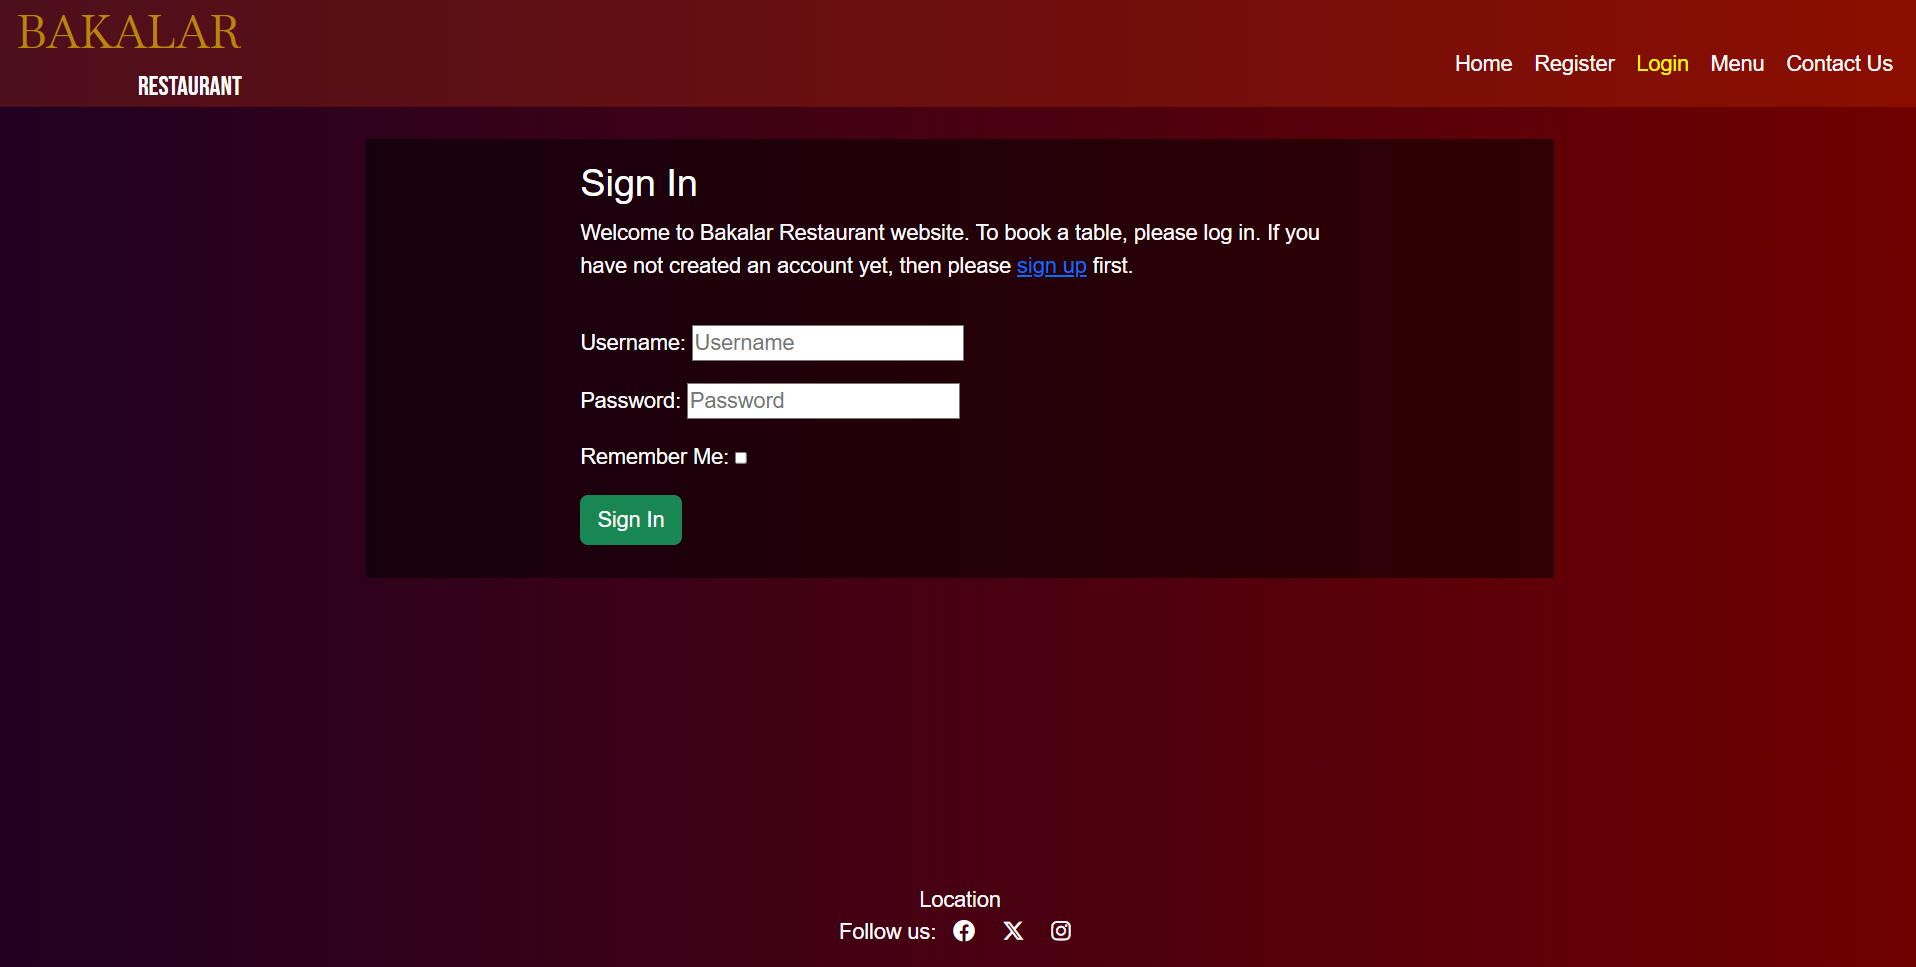 BAKALAR
RESTAURANT
Home Register Login Menu Contact Us
Sign In
Welcome to Bakalar Restaurant website. To book a table, please log in. If you
have not created an account yet, then please sign up first.
Username: Username
Password: Password
Remember Me:
Sign In
Location
Follow us: